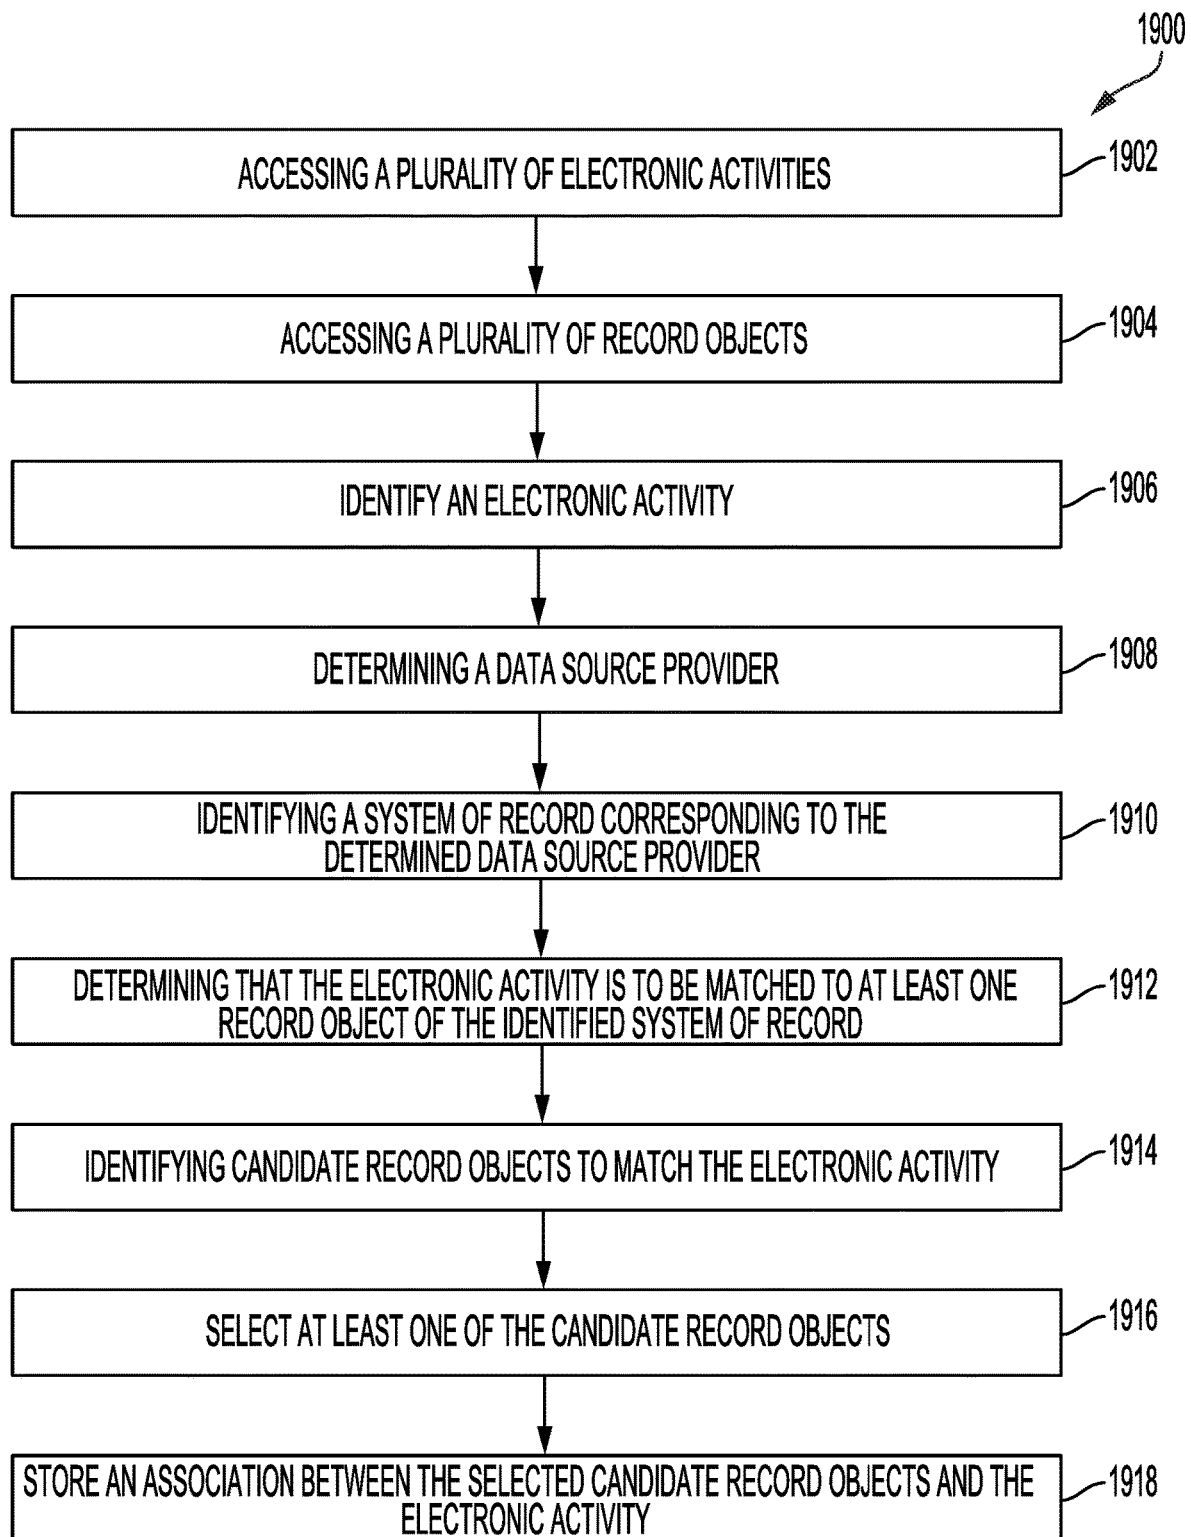 1900
ACCESSING A PLURALITY OF ELECTRONIC ACTIVITIES
1902
ACCESSING A PLURALITY OF RECORD OBJECTS
1904
IDENTIFY AN ELECTRONIC ACTIVITY
1906
DETERMINING A DATA SOURCE PROVIDER
1908
IDENTIFYING A SYSTEM OF RECORD CORRESPONDING TO THE
DETERMINED DATA SOURCE PROVIDER
1910
DETERMINING THAT THE ELECTRONIC ACTIVITY IS TO BE MATCHED TO AT LEAST ONE
RECORD OBJECT OF THE IDENTIFIED SYSTEM OF RECORD
1912
IDENTIFYING CANDIDATE RECORD OBJECTS TO MATCH THE ELECTRONIC ACTIVITY
1914
SELECT AT LEAST ONE OF THE CANDIDATE RECORD OBJECTS
1916
STORE AN ASSOCIATION BETWEEN THE SELECTED CANDIDATE RECORD OBJECTS AND THE
ELECTRONIC ACTIVITY
1918